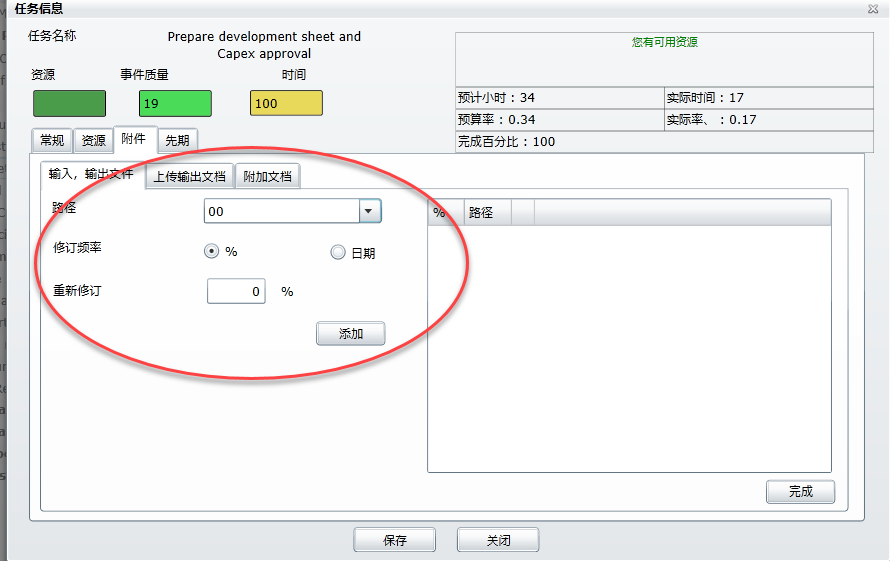 任务信息
任务名称
Prepare development sheet and
Capex approval
您有可用资源
资源 事件质量 时间
19 100
预计小时 : 34 实际时间 : 17
预算率 : 0.34 实际率、 : 0.17
完成百分比 : 100
常规 资源 附件 先期
输入，输出文件 上传输出文档 附加文档
路径 00
% 路径
修订频率 % 日期
重新修订 0 %
添加
完成
保存 关闭